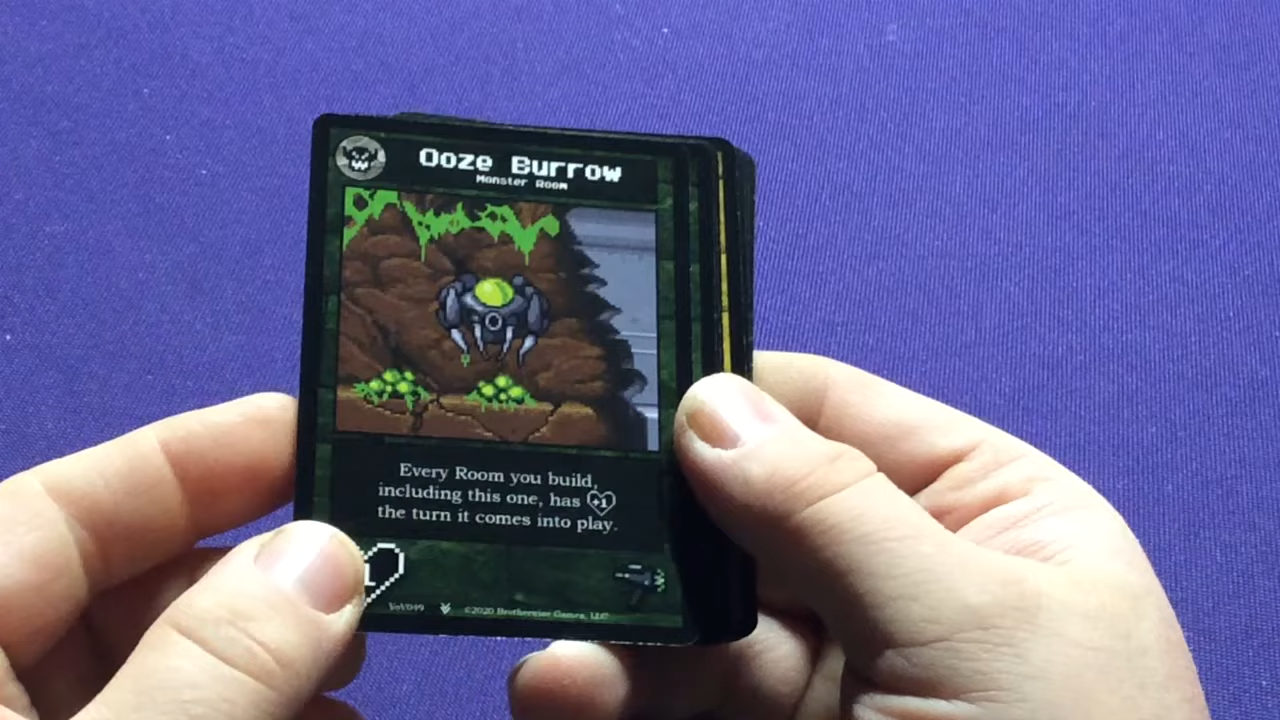 Ooze Burrow
Monster Room
Every Room you build,
including this one, has +1
the turn it comes into play.
1
©2020 Brotherwise Games, LLC